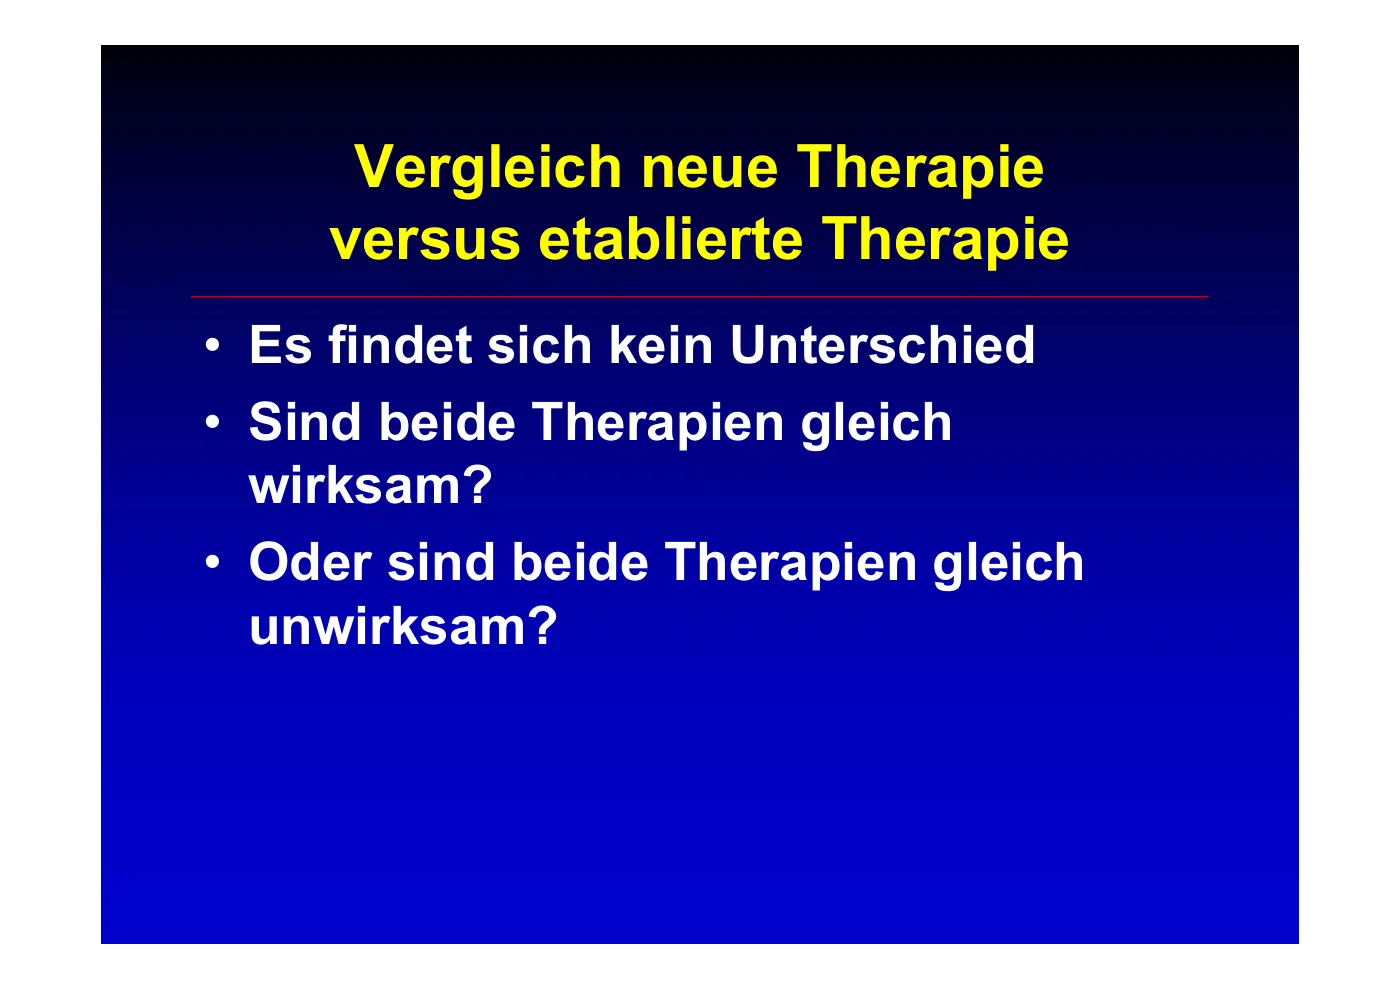 Vergleich neue Therapie
versus etablierte Therapie
• Es findet sich kein Unterschied
• Sind beide Therapien gleich
wirksam?
• Oder sind beide Therapien gleich
unwirksam?